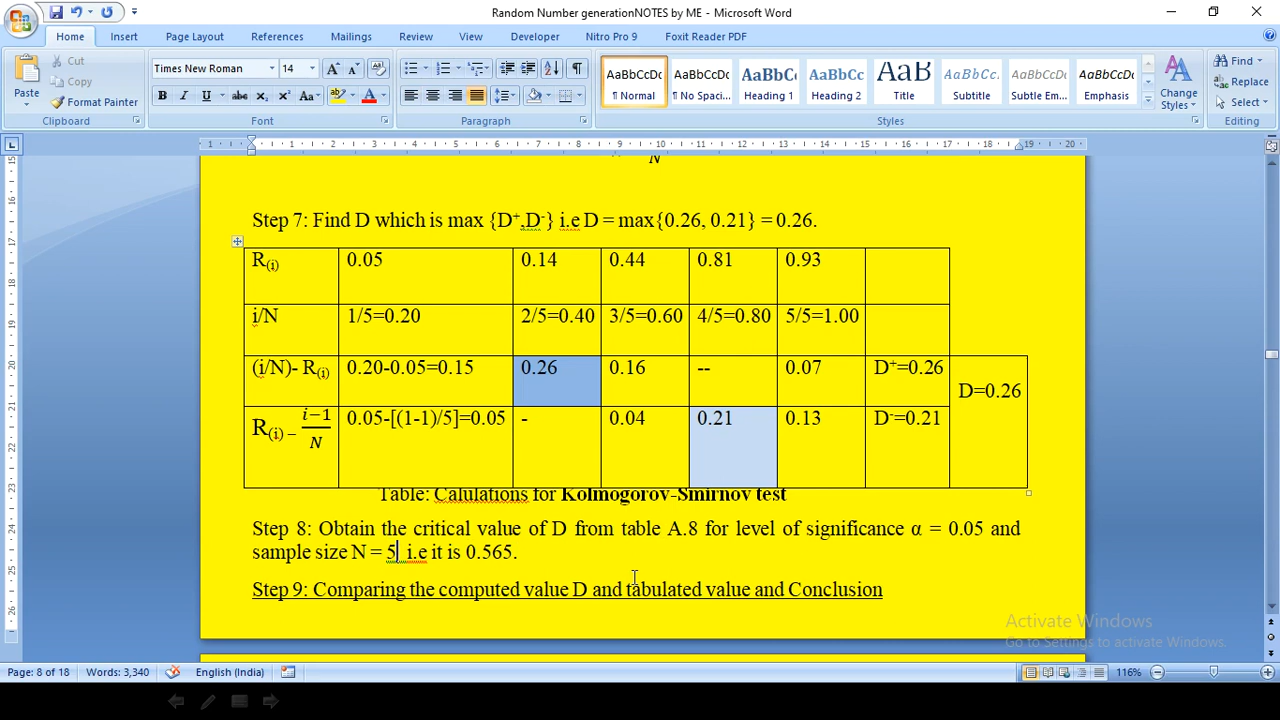 Random Number generationNOTES by ME - Microsoft Word
Home Insert Page Layout References Mailings Review View Developer Nitro Pro 9 Foxit Reader PDF
Paste
Cut
Copy
Format Painter
Clipboard
Times New Roman 14
Font
Paragraph
AaBbCcDc AaBbCcDc AaBbC AaBbCc AaB AaBbCc. AaBbCcDc AaBbCcDc
¶ Normal ¶ No Spaci... Heading 1 Heading 2 Title Subtitle Subtle Em... Emphasis
Styles
Change Styles
Find
Replace
Select
Editing
N
Step 7: Find D which is max {D⁺.D⁻} i.e D = max{0.26, 0.21} = 0.26.
R(i) 0.05 0.14 0.44 0.81 0.93
i/N 1/5=0.20 2/5=0.40 3/5=0.60 4/5=0.80 5/5=1.00
(i/N)- R(i) 0.20-0.05=0.15 0.26 0.16 -- 0.07 D⁺=0.26 D=0.26
R(i) – i−1/N 0.05-[(1-1)/5]=0.05 - 0.04 0.21 0.13 D⁻=0.21
Table: Calulations for Kolmogorov-Smirnov test
Step 8: Obtain the critical value of D from table A.8 for level of significance α = 0.05 and
sample size N = 5 i.e it is 0.565.
Step 9: Comparing the computed value D and tabulated value and Conclusion
Activate Windows
Go to Settings to activate Windows.
Page: 8 of 18 Words: 3,340 English (India) 116%